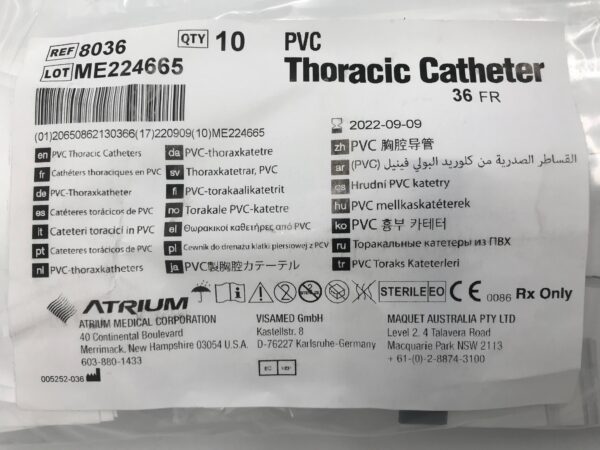 REF 8036
QTY 10
LOT ME224665
PVC
Thoracic Catheter
36 FR
(01)20650862130366(17)220909(10)ME224665
2022-09-09
en PVC Thoracic Catheters
fr Cathéters thoraciques en PVC
de PVC-Thoraxkatheter
es Catéteres torácicos de PVC
it Cateteri toracici in PVC
pt Cateteres torácicos de PVC
nl PVC-thoraxkatheters
da PVC-thoraxkatetre
sv Thoraxkatetrar, PVC
fi PVC-torakaalikatetrit
no Torakale PVC-katetre
el Θωρακικοί καθετήρες από PVC
pl Cewnik do drenażu klatki piersiowej z PCV
ja PVC製胸腔カテーテル
zh PVC 胸腔导管
ar القساطر الصدرية من كلوريد البولي فينيل (PVC)
cs Hrudní PVC katetry
hu PVC mellkaskatéterek
ko PVC 흉부 카테터
ru Торакальные катетеры из ПВХ
tr PVC Toraks Kateterleri
STERILE EO
CE 0086 Rx Only
ATRIUM
ATRIUM MEDICAL CORPORATION
40 Continental Boulevard
Merrimack, New Hampshire 03054 U.S.A.
603-880-1433
VISAMED GmbH
Kastellstr. 8
D-76227 Karlsruhe-Germany
EC REP
MAQUET AUSTRALIA PTY LTD
Level 2, 4 Talavera Road
Macquarie Park NSW 2113
+ 61-(0)-2-8874-3100
005252-036